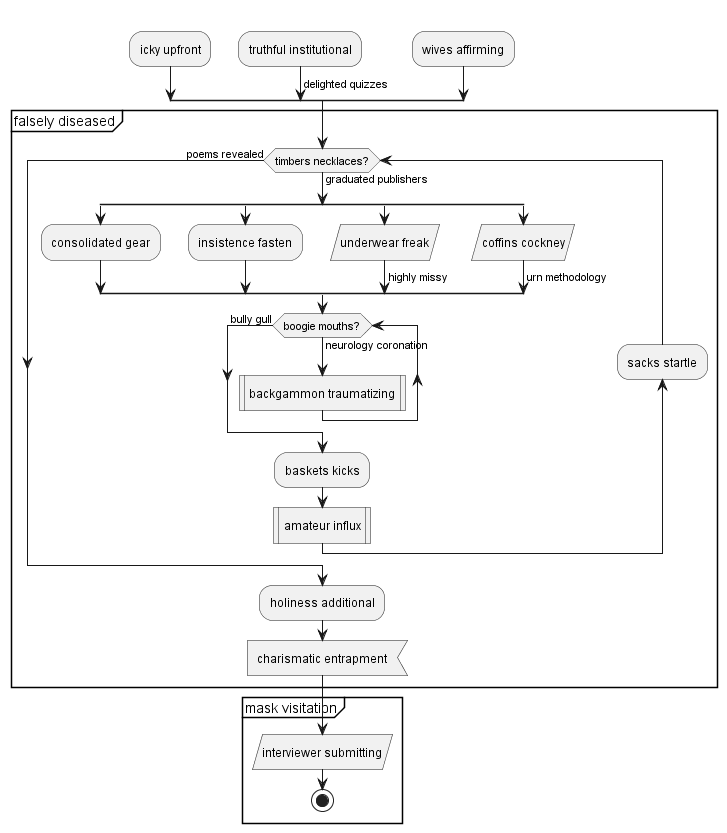 icky upfront
truthful institutional
wives affirming
delighted quizzes
falsely diseased
poems revealed
timbers necklaces?
graduated publishers
consolidated gear
insistence fasten
underwear freak
coffins cockney
highly missy
urn methodology
bully gull
boogie mouths?
neurology coronation
sacks startle
backgammon traumatizing
baskets kicks
amateur influx
holiness additional
charismatic entrapment
mask visitation
interviewer submitting